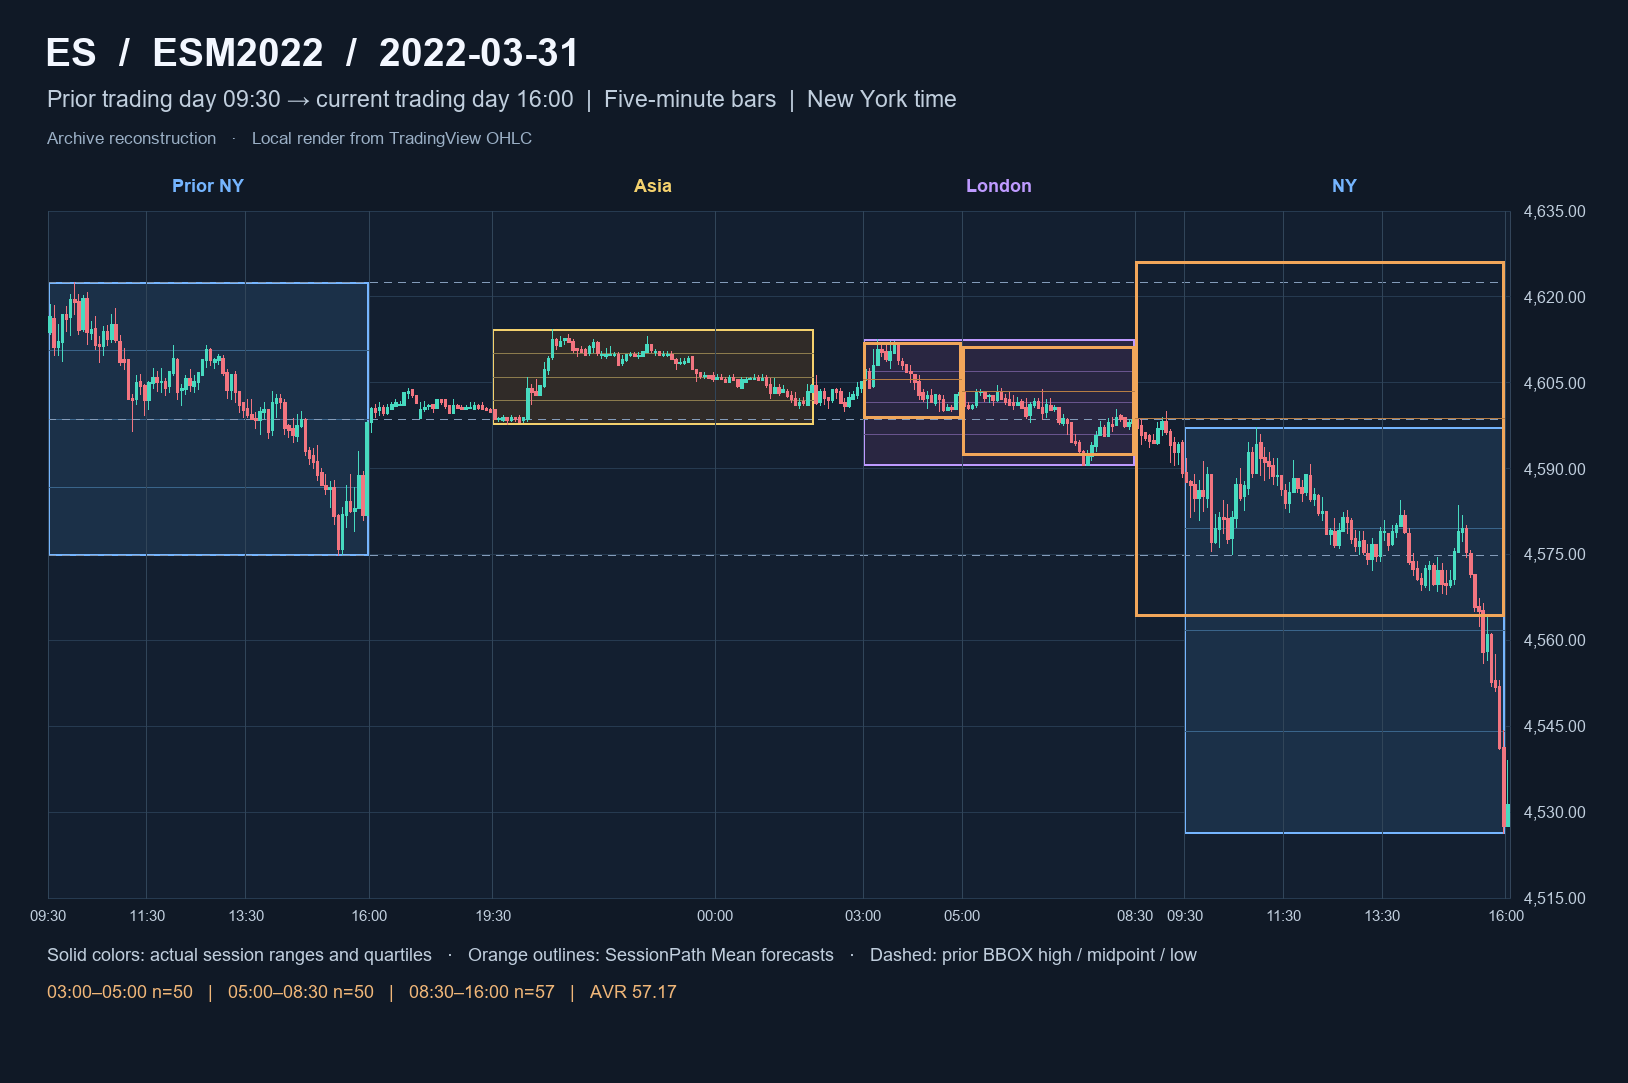 ES / ESM2022 / 2022-03-31
Prior trading day 09:30 → current trading day 16:00 | Five-minute bars | New York time
Archive reconstruction · Local render from TradingView OHLC
Prior NY Asia London NY
4,635.00
4,620.00
4,605.00
4,590.00
4,575.00
4,560.00
4,545.00
4,530.00
4,515.00
09:30 11:30 13:30 16:00 19:30 00:00 03:00 05:00 08:30 09:30 11:30 13:30 16:00
Solid colors: actual session ranges and quartiles · Orange outlines: SessionPath Mean forecasts · Dashed: prior BBOX high / midpoint / low
03:00–05:00 n=50 | 05:00–08:30 n=50 | 08:30–16:00 n=57 | AVR 57.17